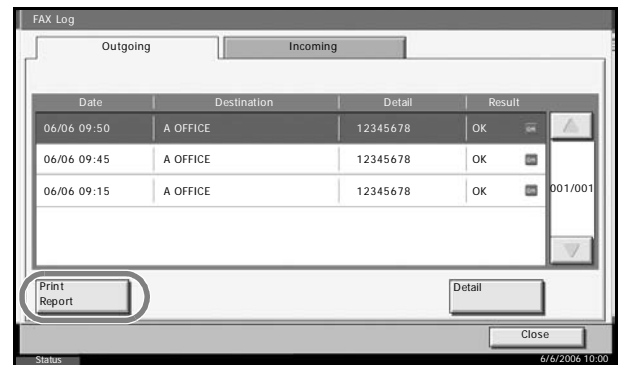 FAX Log
Outgoing Incoming
Date Destination Detail Result
06/06 09:50 A OFFICE 12345678 OK
06/06 09:45 A OFFICE 12345678 OK
06/06 09:15 A OFFICE 12345678 OK
001/001
Print
Report
Detail
Close
Status 6/6/2006 10:00